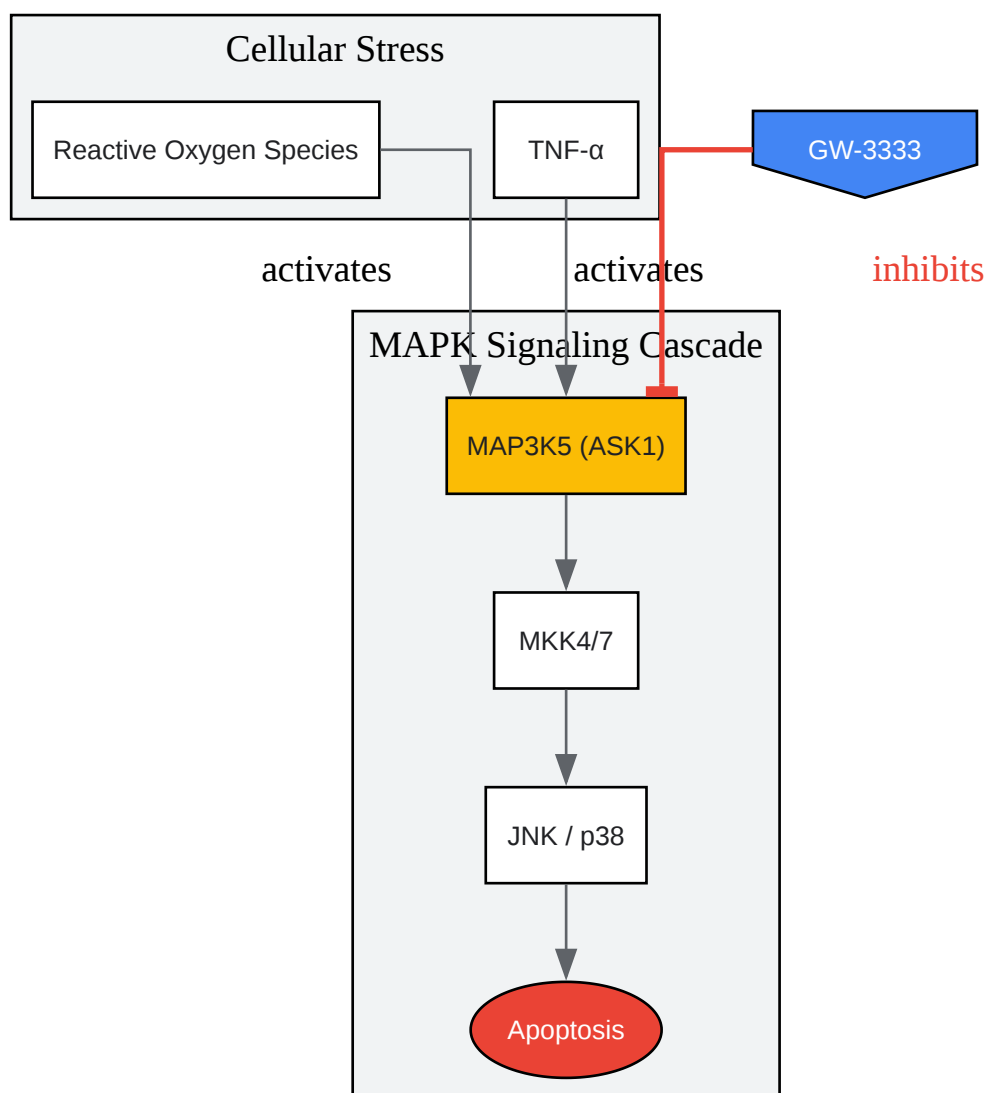 Cellular Stress
Reactive Oxygen Species
TNF-α
GW-3333
activates
activates
inhibits
MAPK Signaling Cascade
MAP3K5 (ASK1)
MKK4/7
JNK / p38
Apoptosis